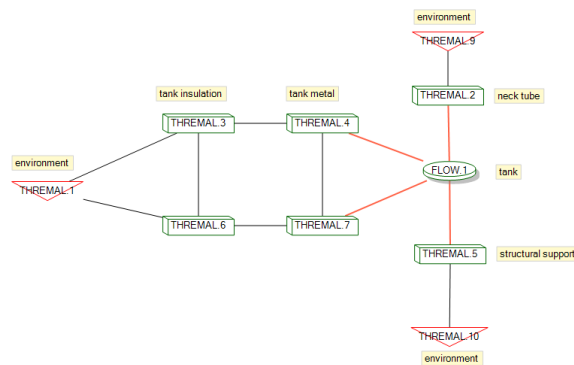 environment
THREMAL.9
tank insulation
tank metal
THREMAL.2
neck tube
THREMAL.3
THREMAL.4
environment
FLOW.1
tank
THREMAL.1
THREMAL.6
THREMAL.7
THREMAL.5
structural support
THREMAL.10
environment